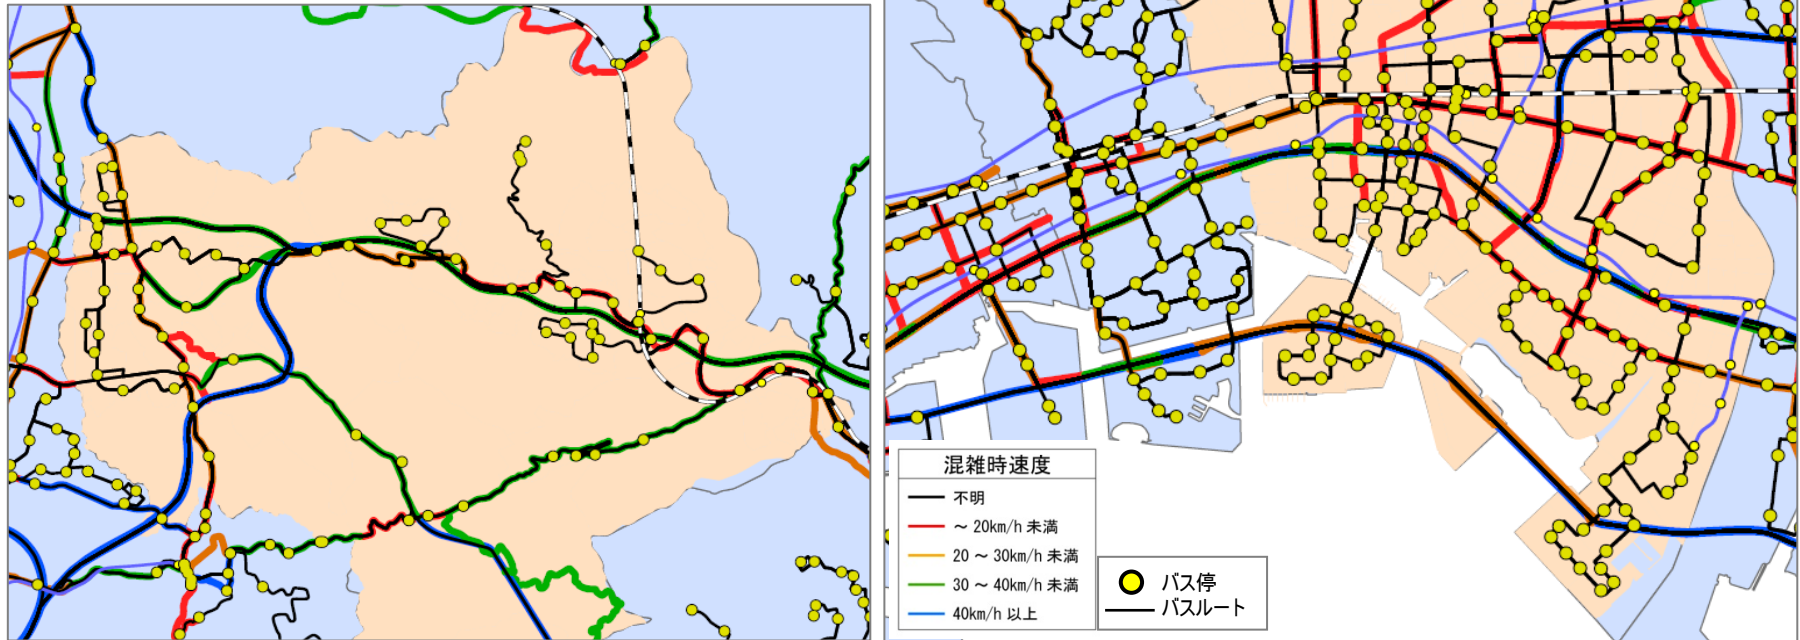 混雑時速度
不明
～ 20km/h 未満
20 ～ 30km/h 未満
30 ～ 40km/h 未満
40km/h 以上
バス停
バスルート